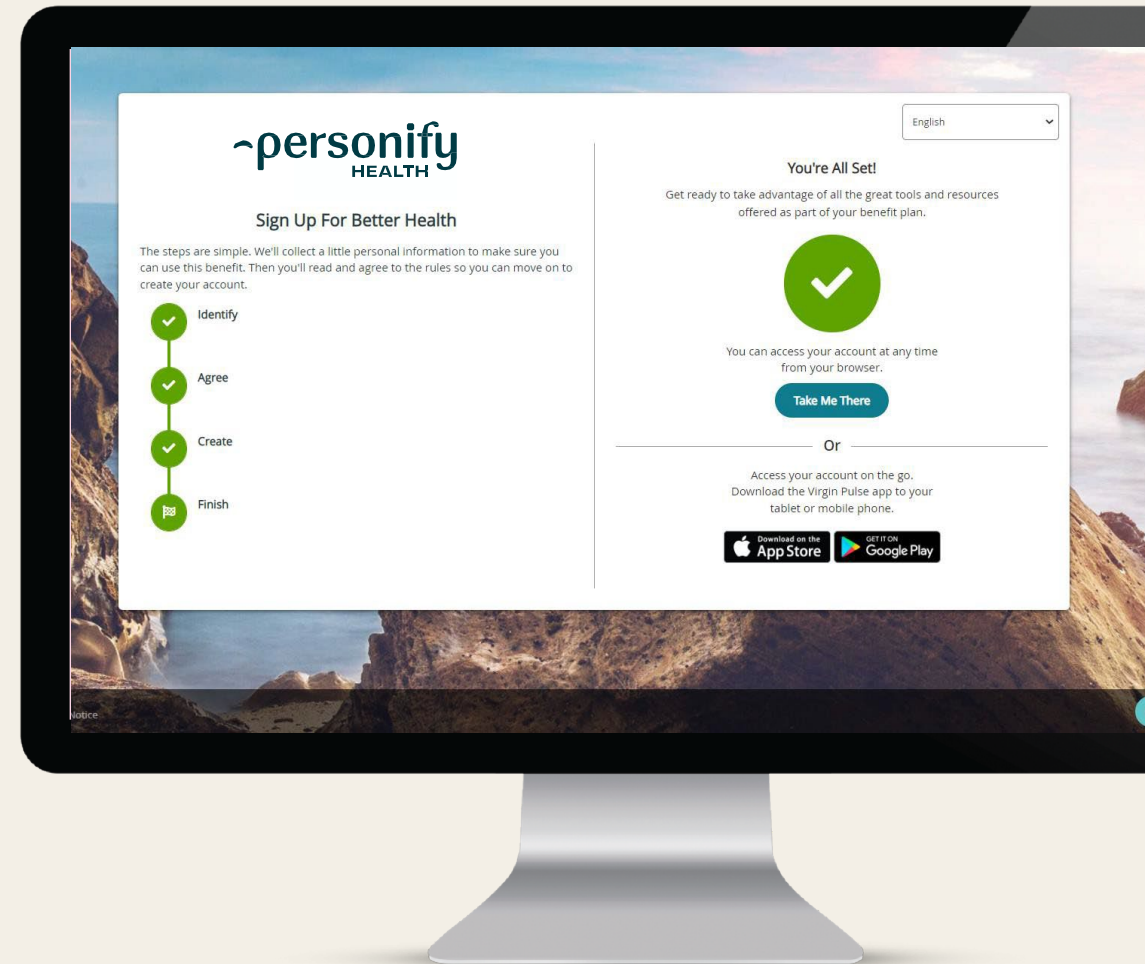 ~personify
HEALTH
Sign Up For Better Health
The steps are simple. We'll collect a little personal information to make sure you
can use this benefit. Then you'll read and agree to the rules so you can move on to
create your account.
Identify
Agree
Create
Finish
English
You're All Set!
Get ready to take advantage of all the great tools and resources
offered as part of your benefit plan.
You can access your account at any time
from your browser.
Take Me There
Or
Access your account on the go.
Download the Virgin Pulse app to your
tablet or mobile phone.
Download on the
App Store
GET IT ON
Google Play
Notice